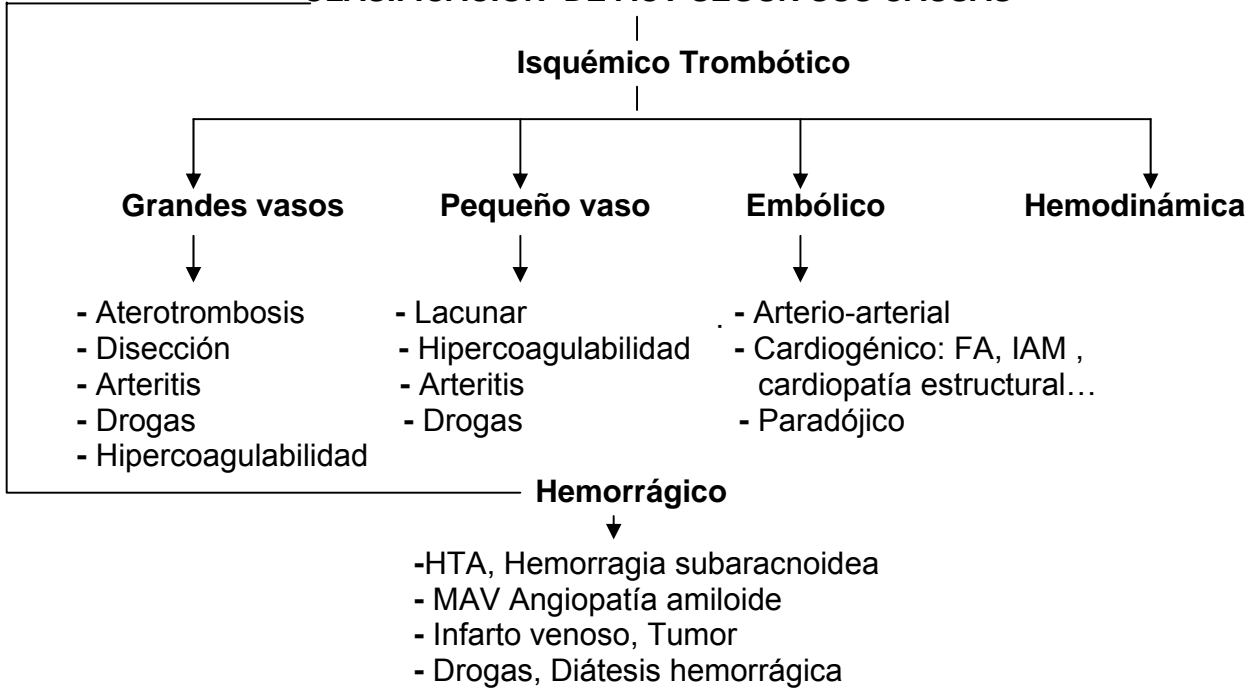 Isquémico Trombótico
Grandes vasos Pequeño vaso Embólico Hemodinámica
- Aterotrombosis
- Disección
- Arteritis
- Drogas
- Hipercoagulabilidad
- Lacunar
- Hipercoagulabilidad
- Arteritis
- Drogas
. - Arterio-arterial
- Cardiogénico: FA, IAM ,
cardiopatía estructural…
- Paradójico
Hemorrágico
-HTA, Hemorragia subaracnoidea
- MAV Angiopatía amiloide
- Infarto venoso, Tumor
- Drogas, Diátesis hemorrágica